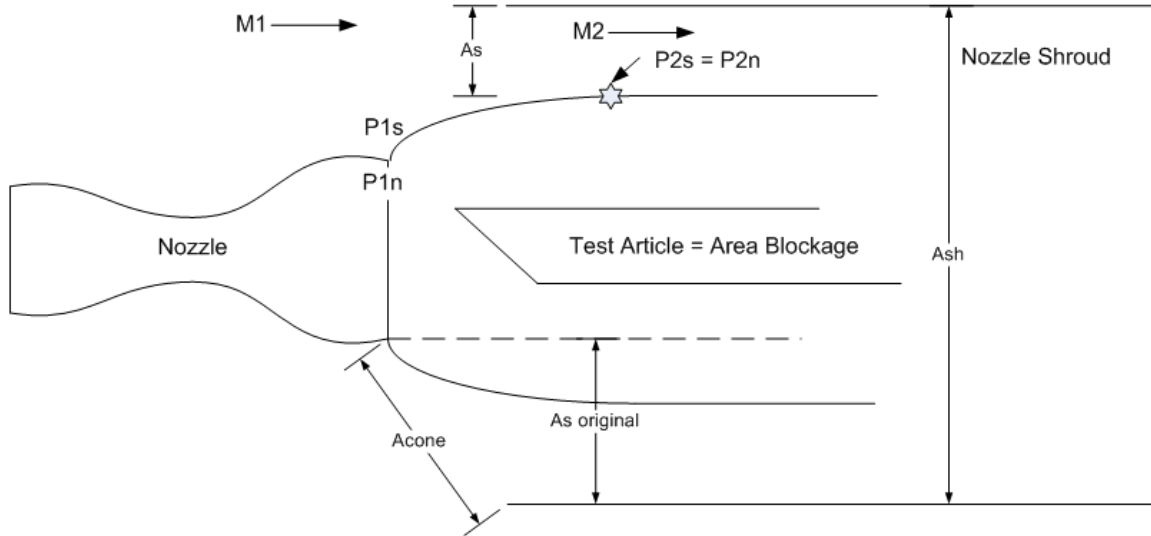 M1
As
M2
P2s = P2n
Nozzle Shroud
P1s
P1n
Nozzle
Test Article = Area Blockage
Ash
As original
Acone